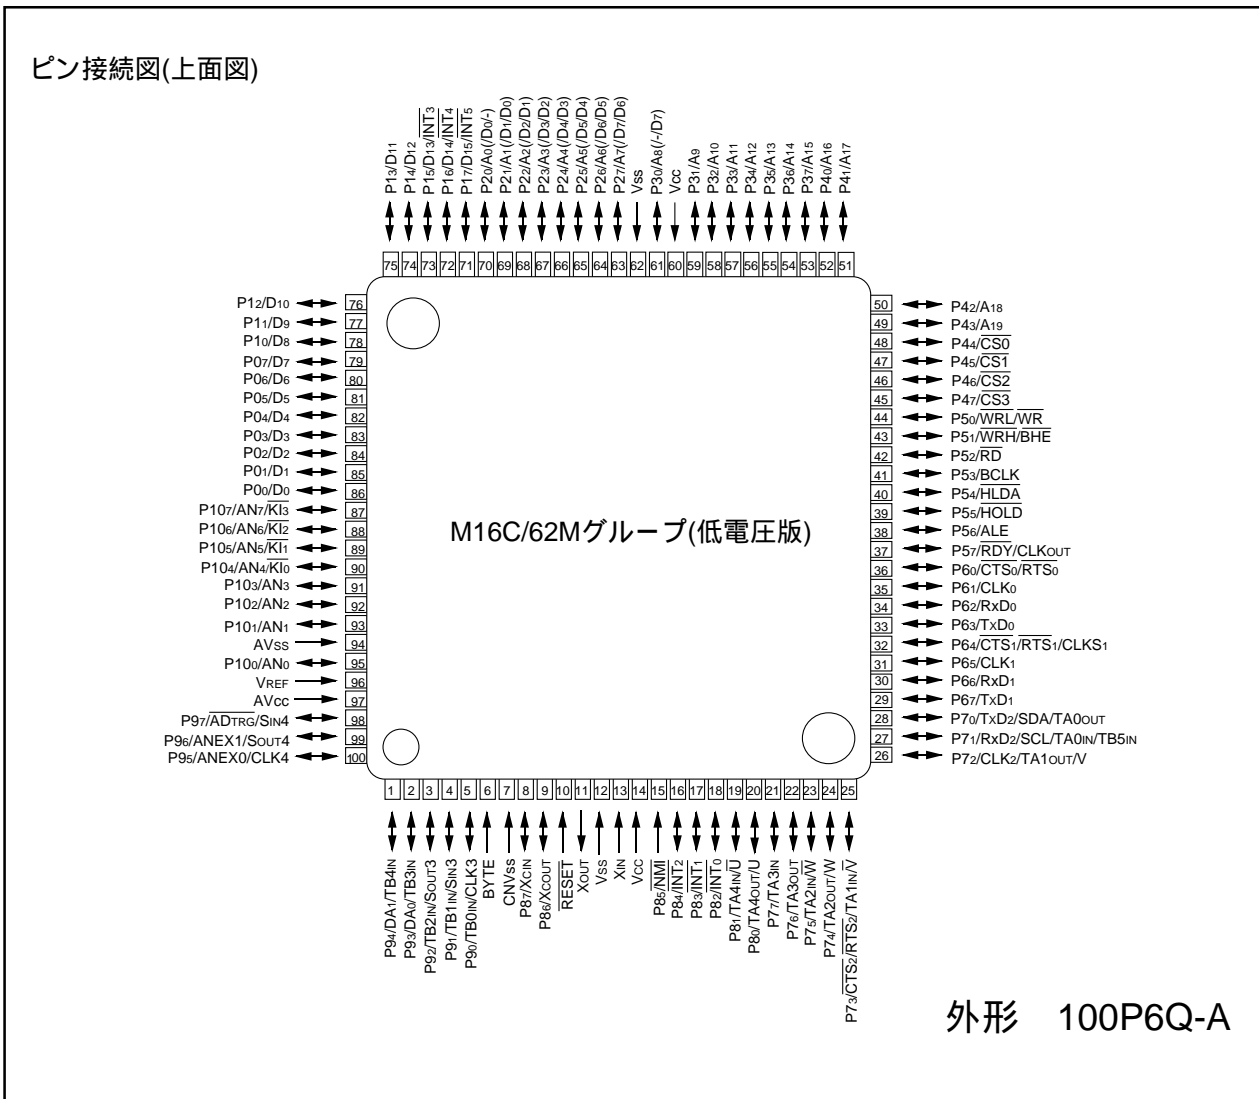 ピン接続図(上面図)
P13/D11
P14/D12
P15/D13/INT3
P16/D14/INT4
P17/D15/INT5
P20/A0(/D0/-)
P21/A1(/D1/D0)
P22/A2(/D2/D1)
P23/A3(/D3/D2)
P24/A4(/D4/D3)
P25/A5(/D5/D4)
P26/A6(/D6/D5)
P27/A7(/D7/D6)
Vss
P30/A8(/-/D7)
Vcc
P31/A9
P32/A10
P33/A11
P34/A12
P35/A13
P36/A14
P37/A15
P40/A16
P41/A17
75 74 73 72 71 70 69 68 67 66 65 64 63 62 61 60 59 58 57 56 55 54 53 52 51
P12/D10 76
P11/D9 77
P10/D8 78
P07/D7 79
P06/D6 80
P05/D5 81
P04/D4 82
P03/D3 83
P02/D2 84
P01/D1 85
P00/D0 86
P107/AN7/KI3 87
P106/AN6/KI2 88
P105/AN5/KI1 89
P104/AN4/KI0 90
P103/AN3 91
P102/AN2 92
P101/AN1 93
AVSS 94
P100/AN0 95
VREF 96
AVCC 97
P97/ADTRG/SIN4 98
P96/ANEX1/SOUT4 99
P95/ANEX0/CLK4 100
M16C/62Mグループ(低電圧版)
50 P42/A18
49 P43/A19
48 P44/CS0
47 P45/CS1
46 P46/CS2
45 P47/CS3
44 P50/WRL/WR
43 P51/WRH/BHE
42 P52/RD
41 P53/BCLK
40 P54/HLDA
39 P55/HOLD
38 P56/ALE
37 P57/RDY/CLKOUT
36 P60/CTS0/RTS0
35 P61/CLK0
34 P62/RxD0
33 P63/TxD0
32 P64/CTS1/RTS1/CLKS1
31 P65/CLK1
30 P66/RxD1
29 P67/TxD1
28 P70/TxD2/SDA/TA0OUT
27 P71/RxD2/SCL/TA0IN/TB5IN
26 P72/CLK2/TA1OUT/V
1 2 3 4 5 6 7 8 9 10 11 12 13 14 15 16 17 18 19 20 21 22 23 24 25
P94/DA1/TB4IN
P93/DA0/TB3IN
P92/TB2IN/SOUT3
P91/TB1IN/SIN3
P90/TB0IN/CLK3
BYTE
CNVSS
P87/XCIN
P86/XCOUT
RESET
XOUT
VSS
XIN
VCC
P85/NMI
P84/INT2
P83/INT1
P82/INT0
P81/TA4IN/U
P80/TA4OUT/U
P77/TA3IN
P76/TA3OUT
P75/TA2IN/W
P74/TA2OUT/W
P73/CTS2/RTS2/TA1IN/V
外形　100P6Q-A